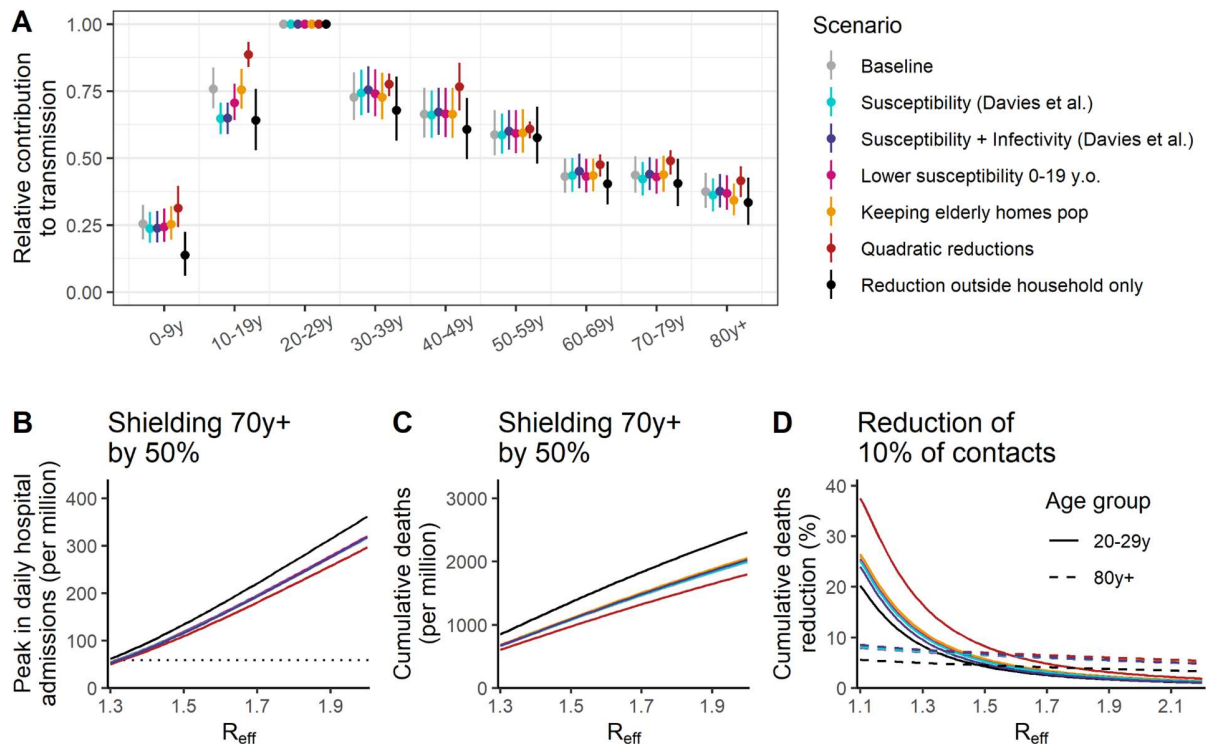 A
Relative contribution
to transmission
1.00
0.75
0.50
0.25
0.00
0-9y
10-19y
20-29y
30-39y
40-49y
50-59y
60-69y
70-79y
80y+
Scenario
Baseline
Susceptibility (Davies et al.)
Susceptibility + Infectivity (Davies et al.)
Lower susceptibility 0-19 y.o.
Keeping elderly homes pop
Quadratic reductions
Reduction outside household only
B
Shielding 70y+
by 50%
Peak in daily hospital
admissions (per million)
400
300
200
100
0
1.3
1.5
1.7
1.9
Reff
C
Shielding 70y+
by 50%
Cumulative deaths
(per million)
3000
2000
1000
0
1.3
1.5
1.7
1.9
Reff
D
Reduction of
10% of contacts
Cumulative deaths
reduction (%)
40
30
20
10
0
1.1
1.3
1.5
1.7
1.9
2.1
Reff
Age group
20-29y
80y+